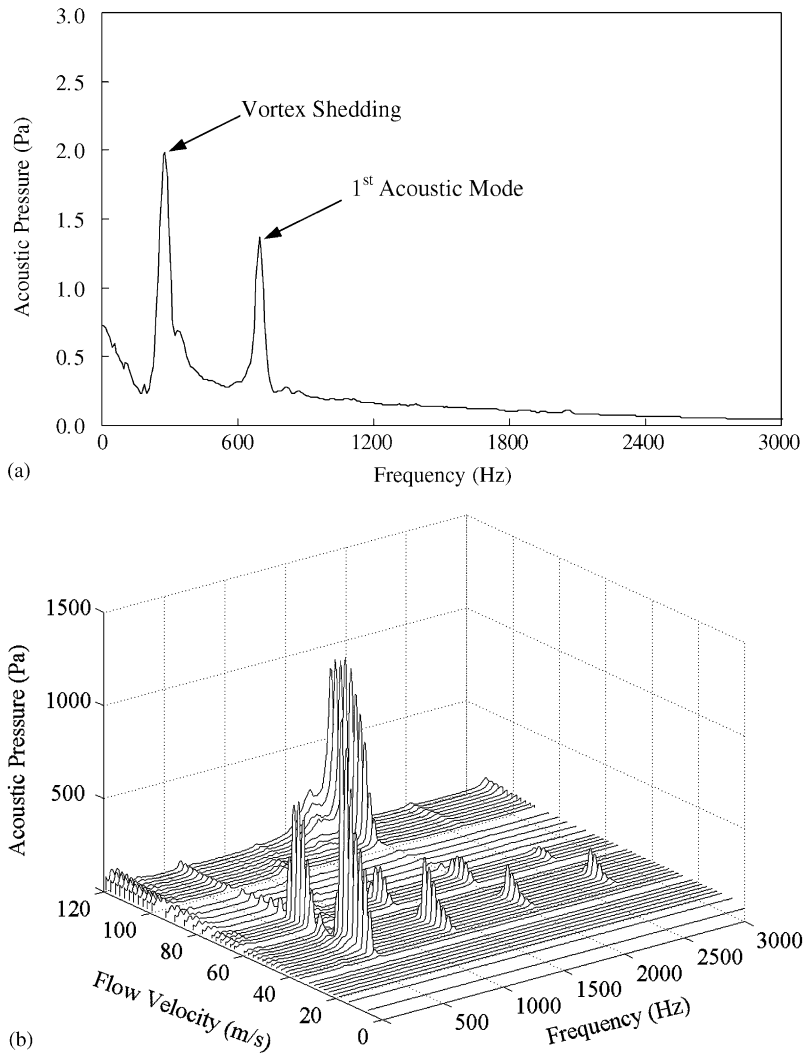 3.0
2.5
2.0
1.5
1.0
0.5
0.0
Acoustic Pressure (Pa)
Vortex Shedding
1st Acoustic Mode
0 600 1200 1800 2400 3000
Frequency (Hz)
(a)
1500
1000
500
Acoustic Pressure (Pa)
120
100
80
60
40
20
0
Flow Velocity (m/s)
500
1000
1500
2000
2500
3000
Frequency (Hz)
(b)